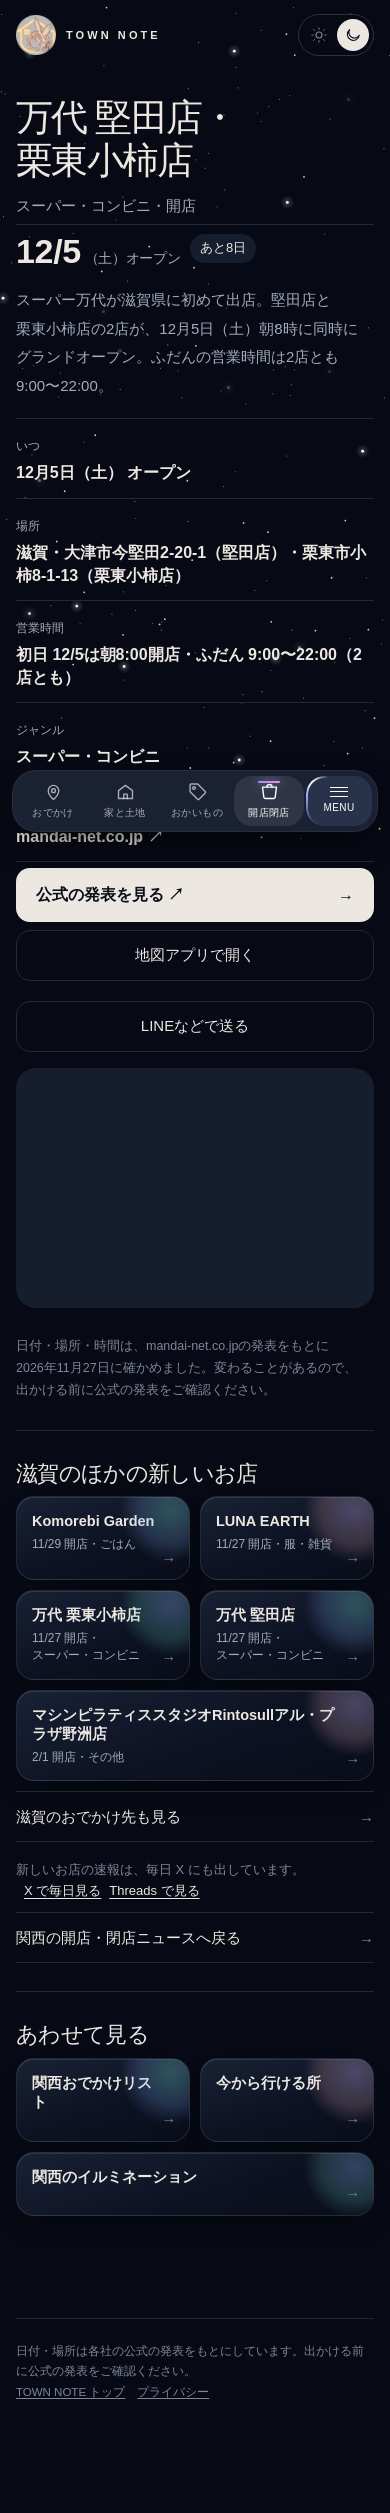 TOWN NOTE
万代 堅田店・
栗東小柿店
スーパー・コンビニ・開店
12/5 （土）オープン あと8日
スーパー万代が滋賀県に初めて出店。堅田店と
栗東小柿店の2店が、12月5日（土）朝8時に同時に
グランドオープン。ふだんの営業時間は2店とも
9:00〜22:00。
いつ
12月5日（土） オープン
場所
滋賀・大津市今堅田2-20-1（堅田店）・栗東市小
柿8-1-13（栗東小柿店）
営業時間
初日 12/5は朝8:00開店・ふだん 9:00〜22:00（2
店とも）
ジャンル
スーパー・コンビニ
おでかけ 家と土地 おかいもの 開店閉店 MENU
mandai-net.co.jp ↗
公式の発表を見る ↗ →
地図アプリで開く
LINEなどで送る
日付・場所・時間は、mandai-net.co.jpの発表をもとに
2026年11月27日に確かめました。変わることがあるので、
出かける前に公式の発表をご確認ください。
滋賀のほかの新しいお店
Komorebi Garden
11/29 開店・ごはん
→
LUNA EARTH
11/27 開店・服・雑貨
→
万代 栗東小柿店
11/27 開店・
スーパー・コンビニ →
万代 堅田店
11/27 開店・
スーパー・コンビニ →
マシンピラティススタジオRintosullアル・プ
ラザ野洲店
2/1 開店・その他 →
滋賀のおでかけ先も見る →
新しいお店の速報は、毎日 X にも出しています。
X で毎日見る Threads で見る
関西の開店・閉店ニュースへ戻る →
あわせて見る
関西おでかけリス
ト
→
今から行ける所
→
関西のイルミネーション
→
日付・場所は各社の公式の発表をもとにしています。出かける前
に公式の発表をご確認ください。
TOWN NOTE トップ プライバシー